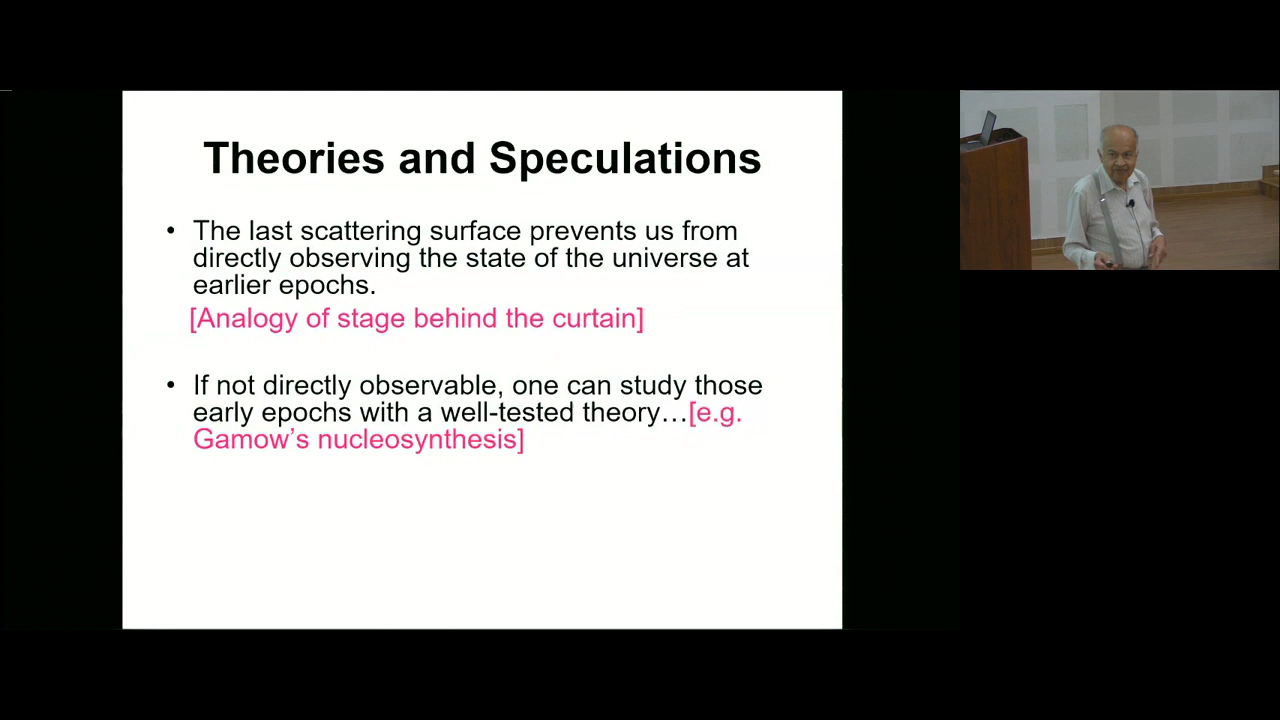 Theories and Speculations
• The last scattering surface prevents us from
directly observing the state of the universe at
earlier epochs.
[Analogy of stage behind the curtain]
• If not directly observable, one can study those
early epochs with a well-tested theory…[e.g.
Gamow's nucleosynthesis]